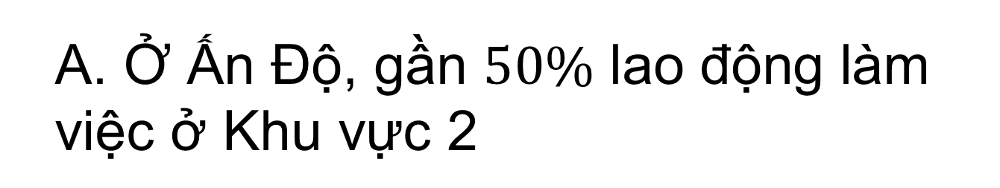 A. Ở Ấn Độ, gần 50% lao động làm
việc ở Khu vực 2